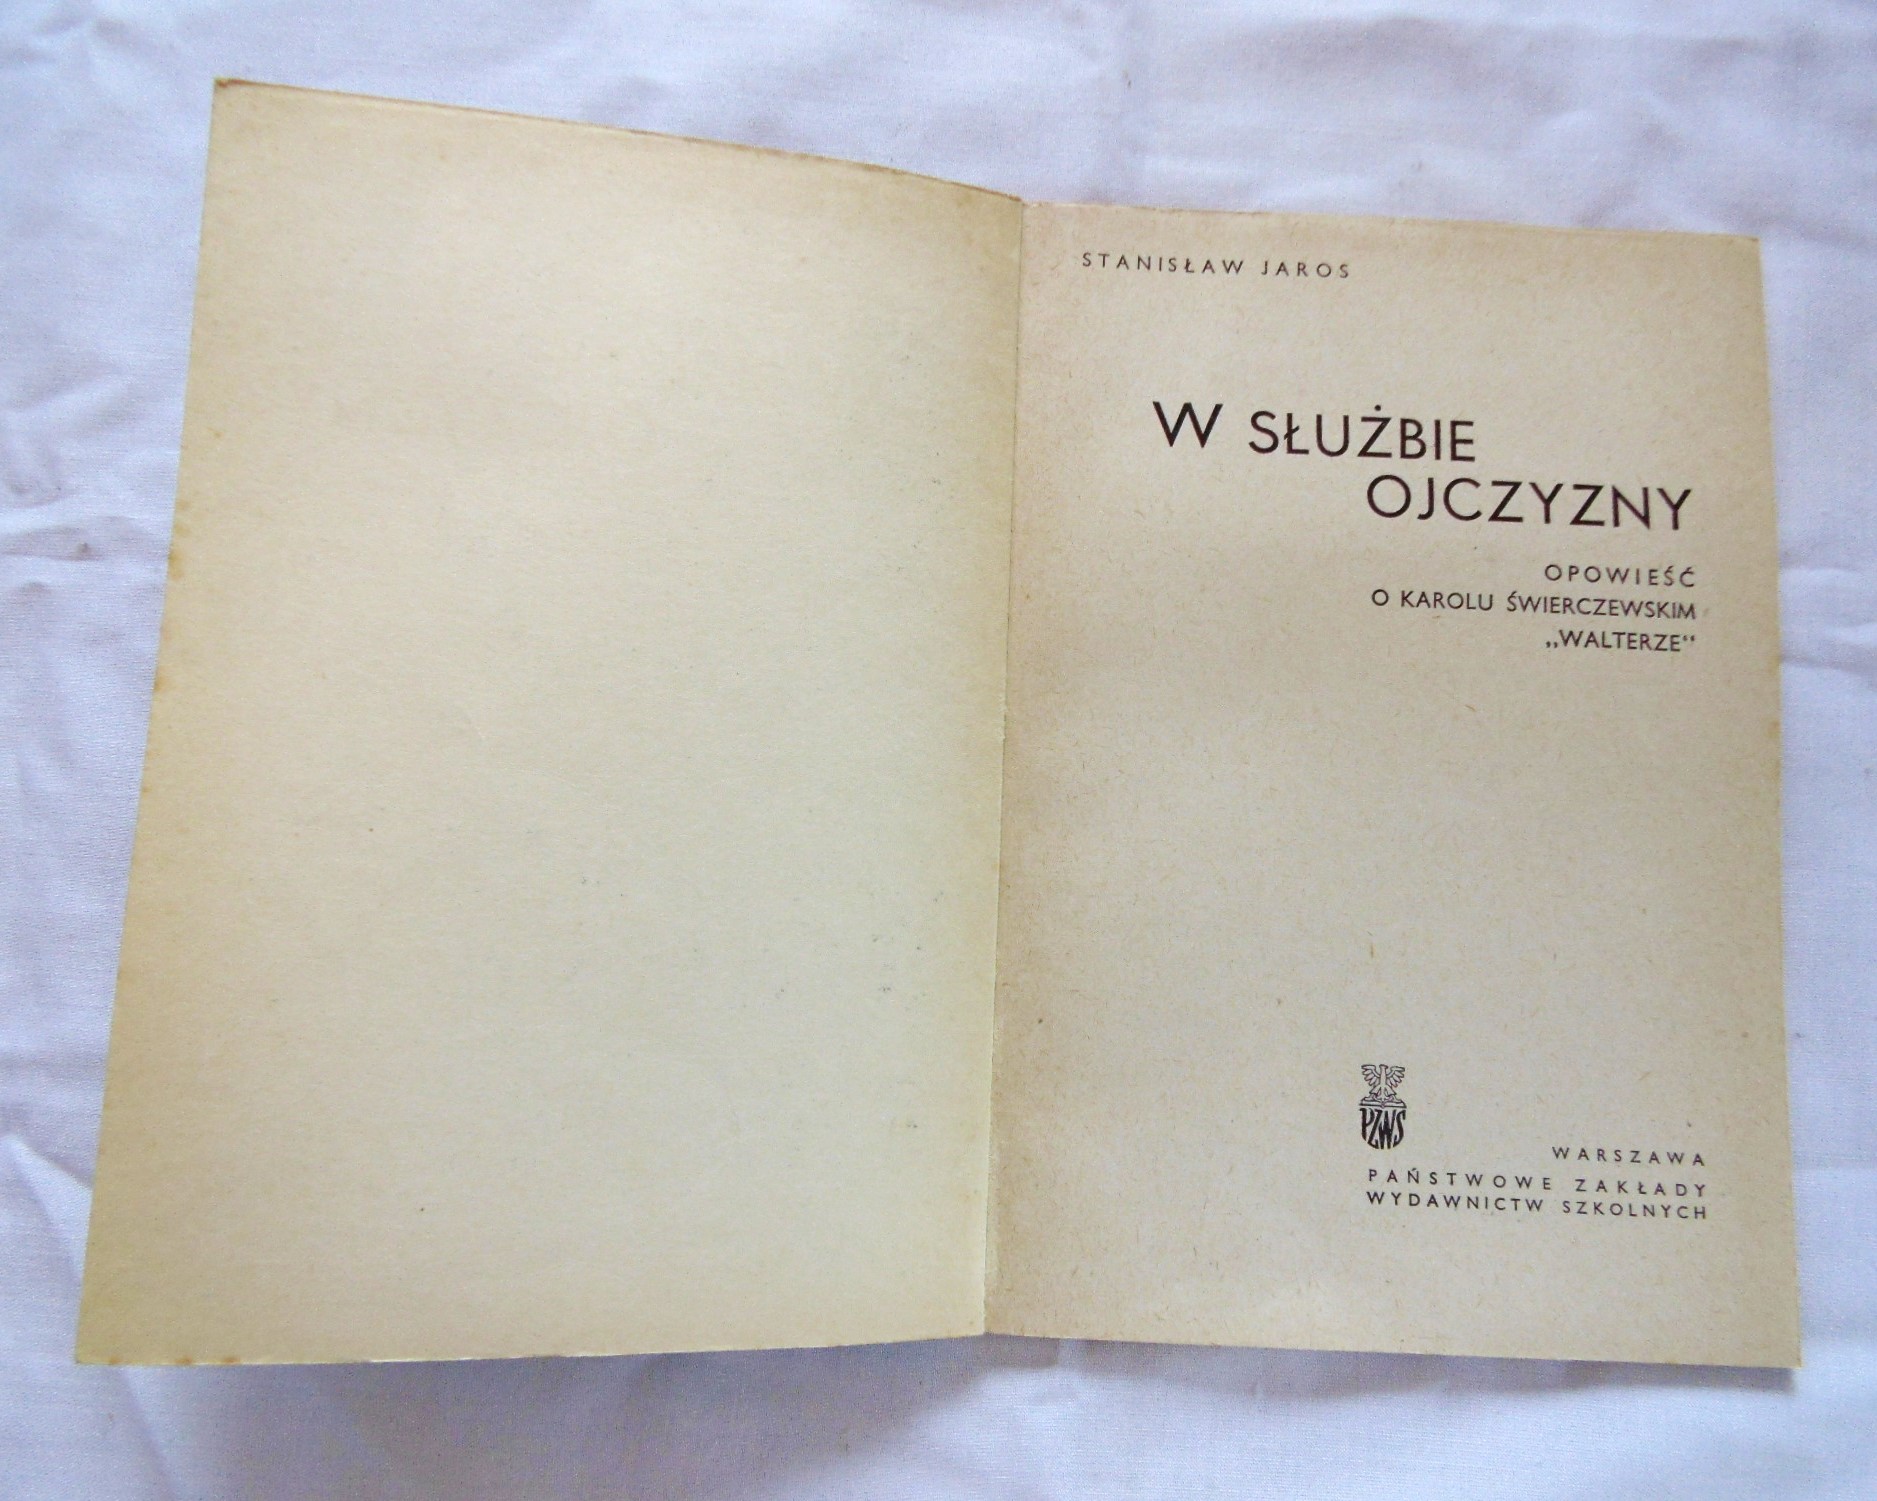 STANISŁAW JAROS
W SŁUŻBIE
OJCZYZNY
OPOWIEŚĆ
O KAROLU ŚWIERCZEWSKIM
„WALTERZE“
PZWS
WARSZAWA
PAŃSTWOWE ZAKŁADY
WYDAWNICTW SZKOLNYCH